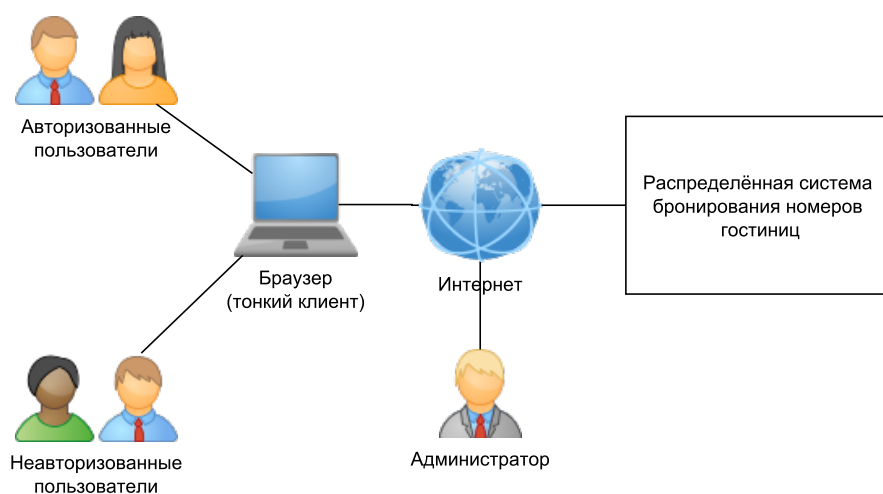 Авторизованные
пользователи
Распределённая система
бронирования номеров
гостиниц
Браузер
(тонкий клиент)
Интернет
Неавторизованные
пользователи
Администратор